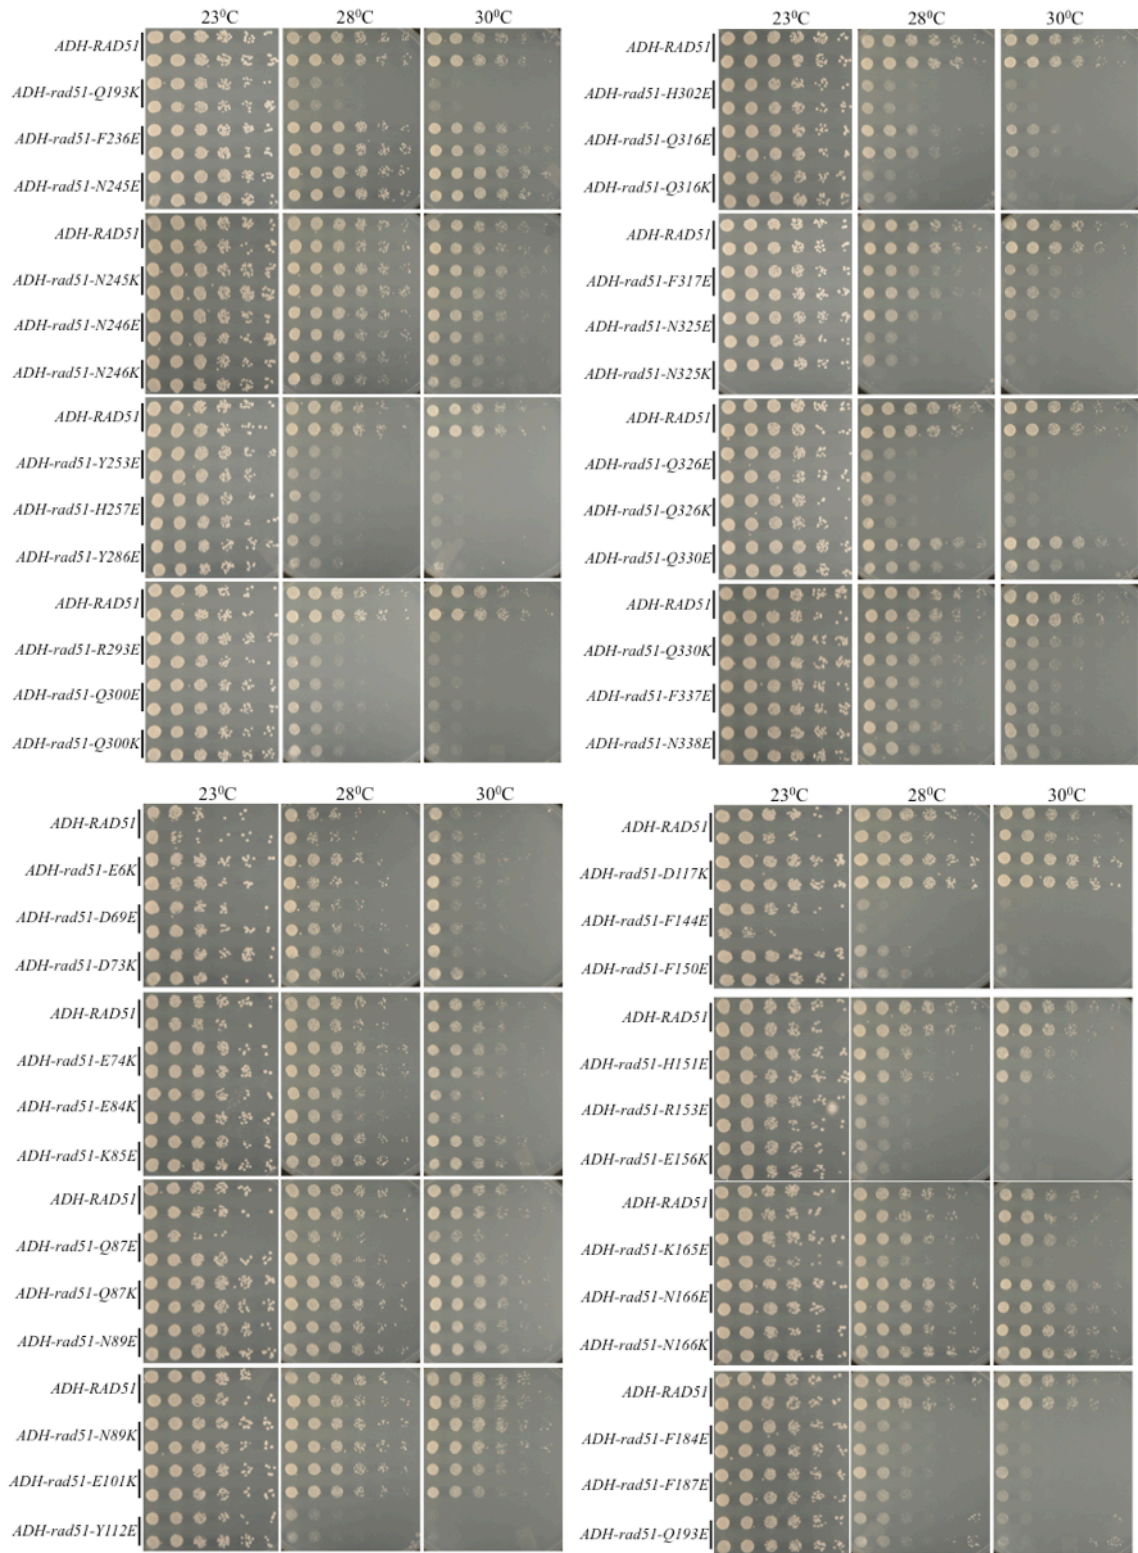 23⁰C 28⁰C 30⁰C
ADH-RAD51
ADH-rad51-Q193K
ADH-rad51-F236E
ADH-rad51-N245E
ADH-RAD51
ADH-rad51-N245K
ADH-rad51-N246E
ADH-rad51-N246K
ADH-RAD51
ADH-rad51-Y253E
ADH-rad51-H257E
ADH-rad51-Y286E
ADH-RAD51
ADH-rad51-R293E
ADH-rad51-Q300E
ADH-rad51-Q300K
23⁰C 28⁰C 30⁰C
ADH-RAD51
ADH-rad51-H302E
ADH-rad51-Q316E
ADH-rad51-Q316K
ADH-RAD51
ADH-rad51-F317E
ADH-rad51-N325E
ADH-rad51-N325K
ADH-RAD51
ADH-rad51-Q326E
ADH-rad51-Q326K
ADH-rad51-Q330E
ADH-RAD51
ADH-rad51-Q330K
ADH-rad51-F337E
ADH-rad51-N338E
23⁰C 28⁰C 30⁰C
ADH-RAD51
ADH-rad51-E6K
ADH-rad51-D69E
ADH-rad51-D73K
ADH-RAD51
ADH-rad51-E74K
ADH-rad51-E84K
ADH-rad51-K85E
ADH-RAD51
ADH-rad51-Q87E
ADH-rad51-Q87K
ADH-rad51-N89E
ADH-RAD51
ADH-rad51-N89K
ADH-rad51-E101K
ADH-rad51-Y112E
23⁰C 28⁰C 30⁰C
ADH-RAD51
ADH-rad51-D117K
ADH-rad51-F144E
ADH-rad51-F150E
ADH-RAD51
ADH-rad51-H151E
ADH-rad51-R153E
ADH-rad51-E156K
ADH-RAD51
ADH-rad51-K165E
ADH-rad51-N166E
ADH-rad51-N166K
ADH-RAD51
ADH-rad51-F184E
ADH-rad51-F187E
ADH-rad51-Q193E